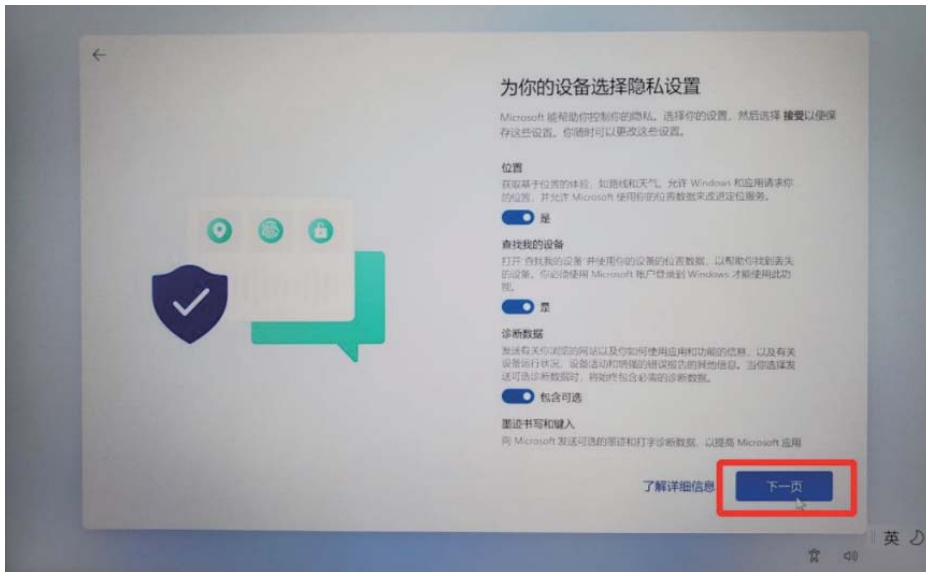 为你的设备选择隐私设置
Microsoft 能帮助你控制你的隐私。选择你的设置，然后选择 接受以便保
存这些设置。你随时可以更改这些设置。
位置
获取基于位置的体验，如路线和天气。允许 Windows 和应用请求你
的位置，并允许 Microsoft 使用你的位置数据来改进定位服务。
是
查找我的设备
打开“查找我的设备”并使用你的设备的位置数据，以帮助你找到丢失
的设备。你必须使用 Microsoft 帐户登录到 Windows 才能使用此功
能。
是
诊断数据
发送有关你浏览的网站以及你如何使用应用和功能的信息，以及有关
设备运行状况、设备活动和增强的错误报告的其他信息。当你选择发
送可选诊断数据时，将始终包含必需的诊断数据。
包含可选
墨迹书写和键入
向 Microsoft 发送可选的墨迹和打字诊断数据，以提高 Microsoft 应用
了解详细信息
下一页
英